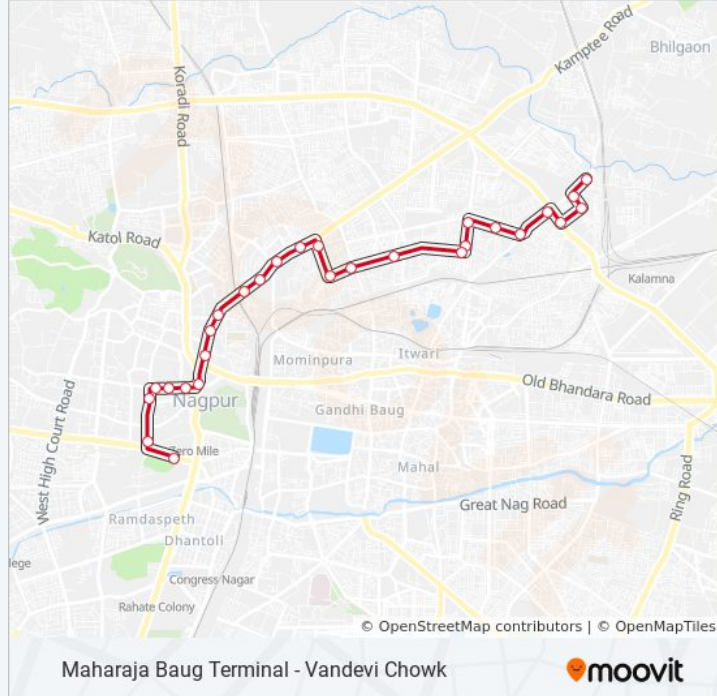 Kamptee Road
Bhilgaon
Koradi Road
Katol Road
Kalamna
Mominpura
Itwari
Old Bhandara Road
Nagpur
Gandhi Baug
West High Court Road
Zero Mile
Mahal
Ring Road
Great Nag Road
Ramdaspeth
Dhantoli
llege
Congress Nagar
Rahate Colony
© OpenStreetMap contributors | © OpenMapTiles
Maharaja Baug Terminal - Vandevi Chowk
moovit